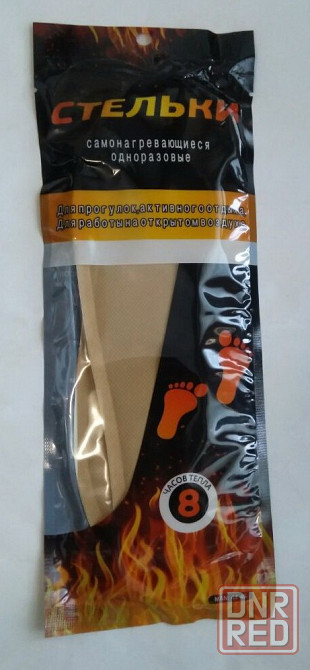 СТЕЛЬКИ
самонагревающиеся
одноразовые
Для прогулок, активного отдыха.
Для работы на открытом воздухе.
ЧАСОВ ТЕПЛА
8
DNR
RED